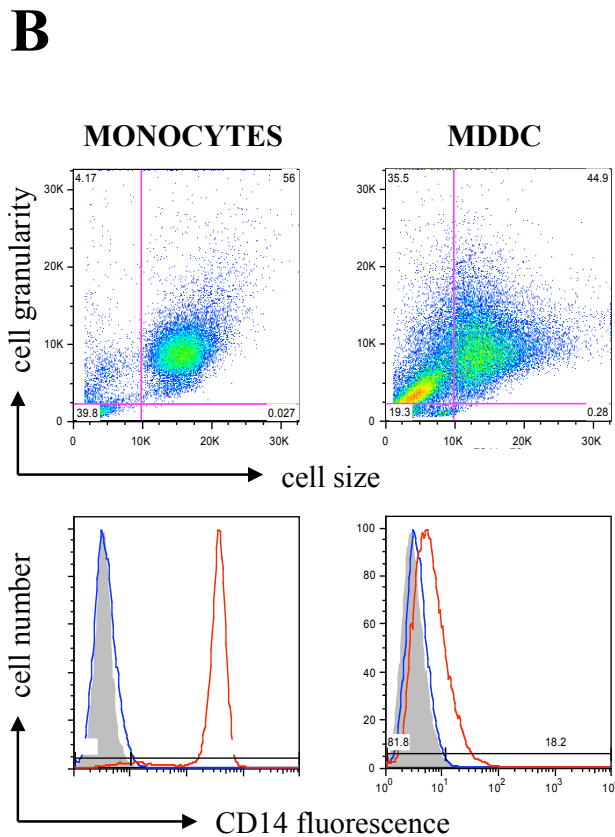 B
MONOCYTES
MDDC
cell granularity
4.17
56
30K
20K
10K
0
39.8
0.027
0
10K
20K
30K
35.5
44.9
30K
20K
10K
0
19.3
0.28
0
10K
20K
30K
cell size
cell number
100
80
60
40
20
0
81.8
18.2
10⁰
10¹
10²
10³
CD14 fluorescence